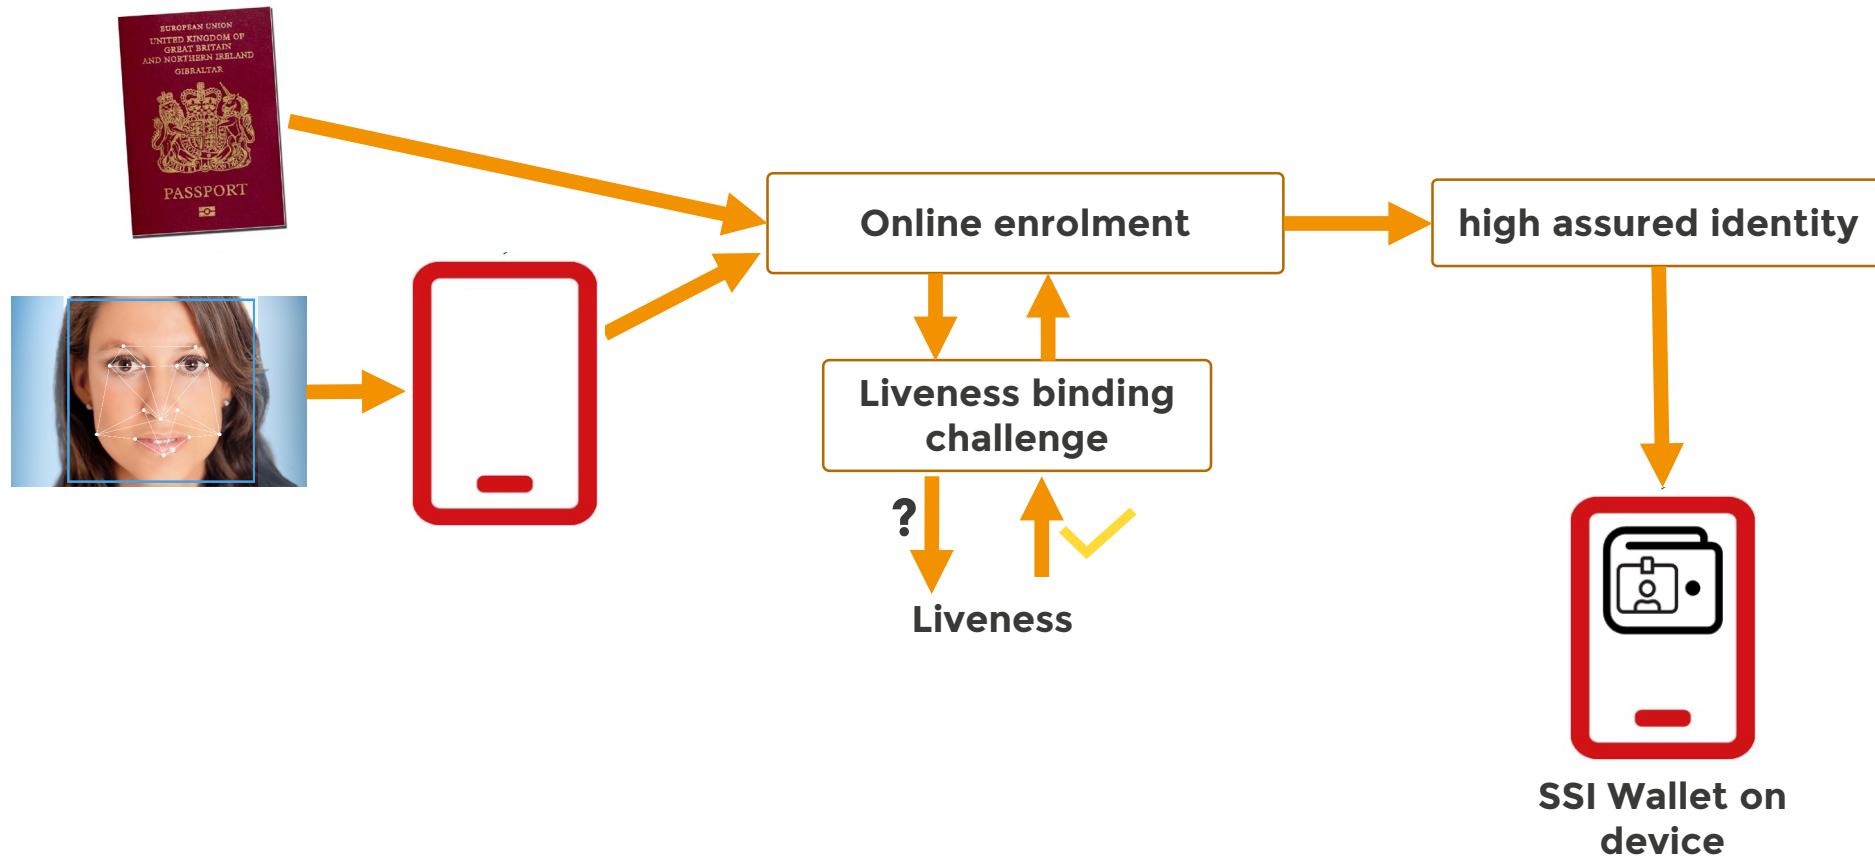 EUROPEAN UNION
UNITED KINGDOM OF
GREAT BRITAIN
AND NORTHERN IRELAND
GIBRALTAR
PASSPORT
Online enrolment
high assured identity
Liveness binding
challenge
?
Liveness
SSI Wallet on
device